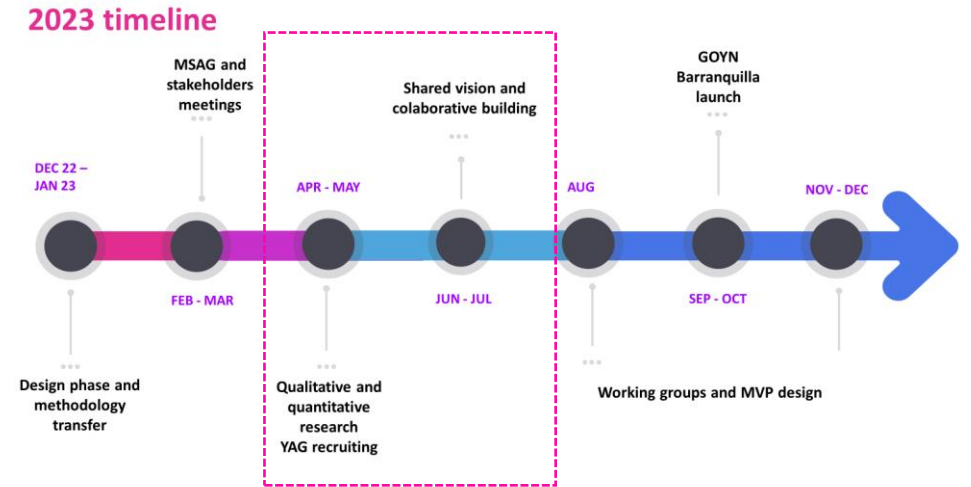 2023 timeline
MSAG and
stakeholders
meetings
Shared vision and
colaborative building
GOYN
Barranquilla
launch
DEC 22 –
JAN 23
APR - MAY
AUG
NOV - DEC
FEB - MAR
JUN - JUL
SEP - OCT
Design phase and
methodology
transfer
Qualitative and
quantitative
research
YAG recruiting
Working groups and MVP design